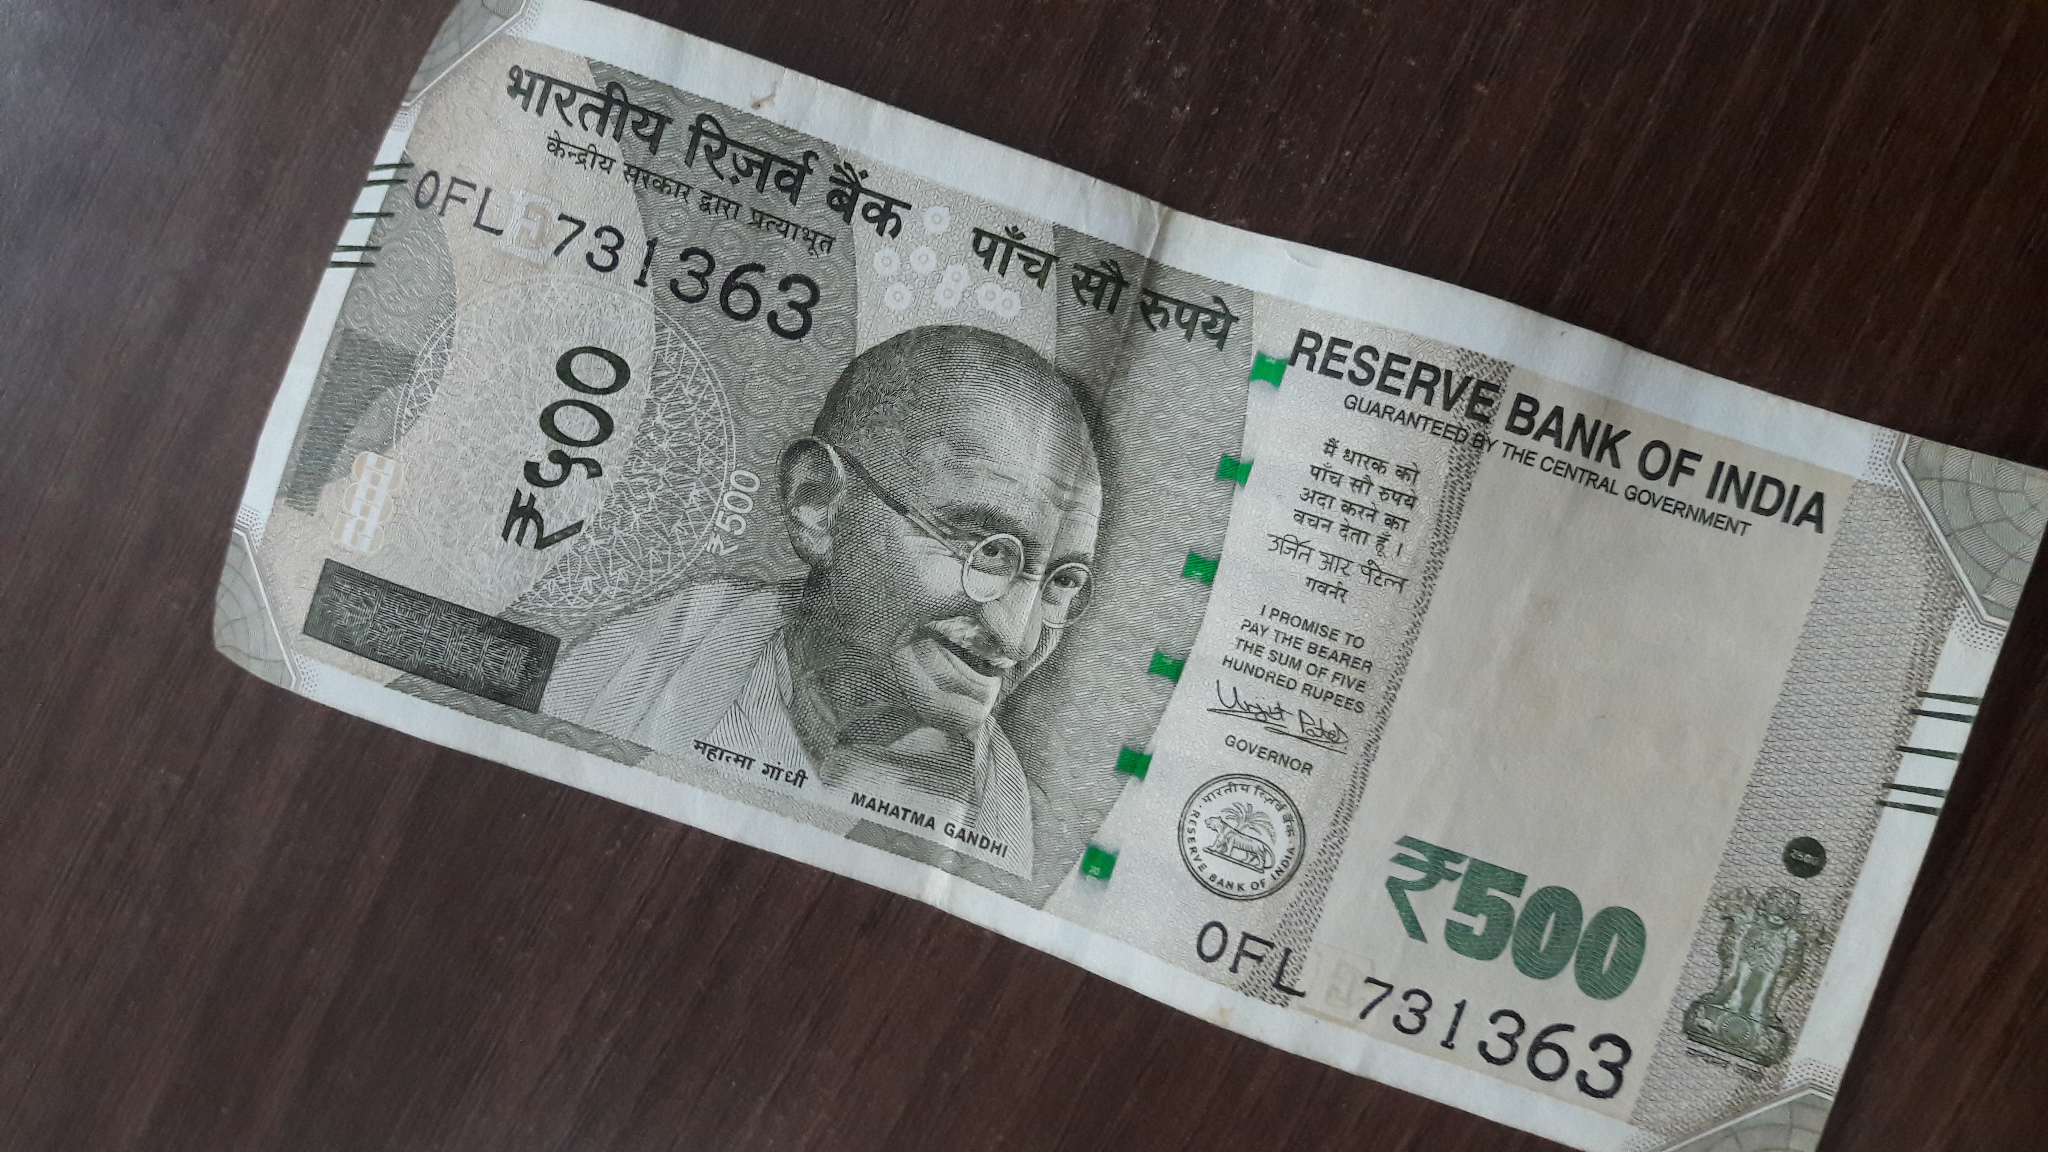 भारतीय रिज़र्व बैंक
केन्द्रीय सरकार द्वारा प्रत्याभूत
0FL 731363
₹५००
₹500
महात्मा गांधी
MAHATMA GANDHI
पाँच सौ रुपये
RESERVE BANK OF INDIA
GUARANTEED BY THE CENTRAL GOVERNMENT
मैं धारक को
पाँच सौ रुपये
अदा करने का
वचन देता हूँ।
गवर्नर
I PROMISE TO
PAY THE BEARER
THE SUM OF FIVE
HUNDRED RUPEES
GOVERNOR
RESERVE BANK OF INDIA
₹500
0FL 731363